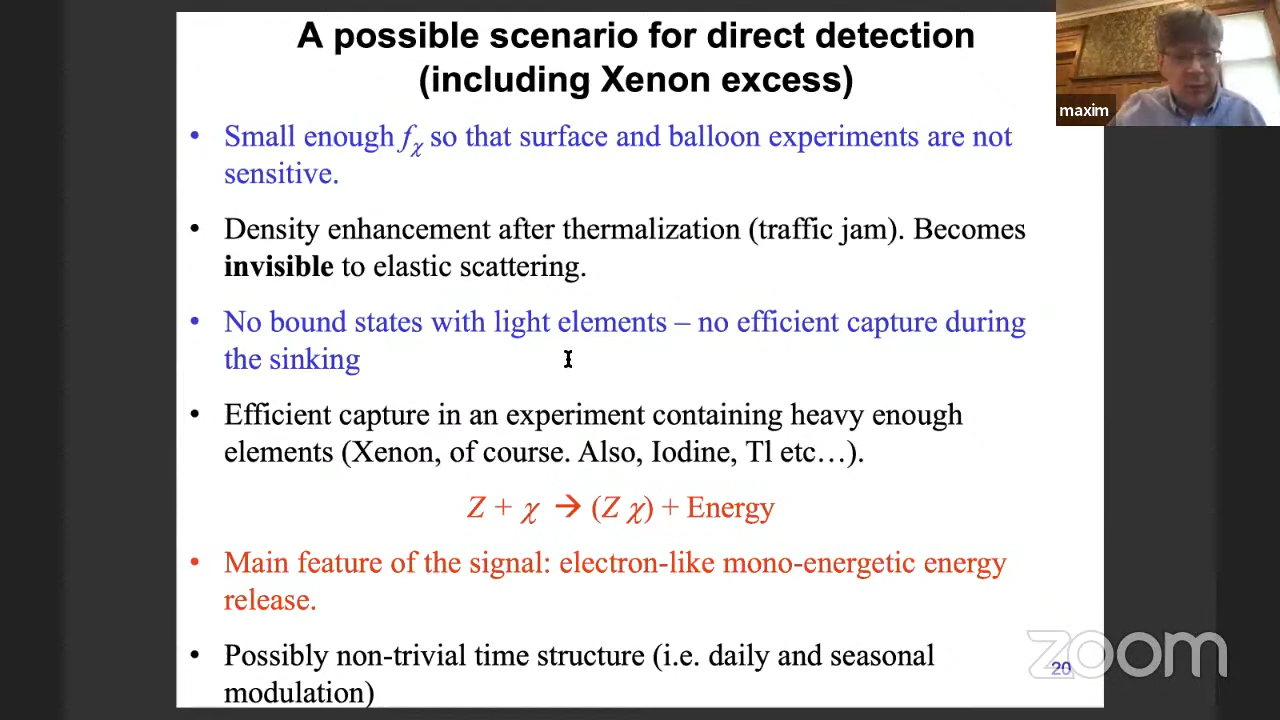 A possible scenario for direct detection
(including Xenon excess)
maxim
• Small enough fχ so that surface and balloon experiments are not
sensitive.
• Density enhancement after thermalization (traffic jam). Becomes
invisible to elastic scattering.
• No bound states with light elements – no efficient capture during
the sinking
• Efficient capture in an experiment containing heavy enough
elements (Xenon, of course. Also, Iodine, Tl etc…).
Z + χ → (Z χ) + Energy
• Main feature of the signal: electron-like mono-energetic energy
release.
• Possibly non-trivial time structure (i.e. daily and seasonal
modulation)
20
zoom